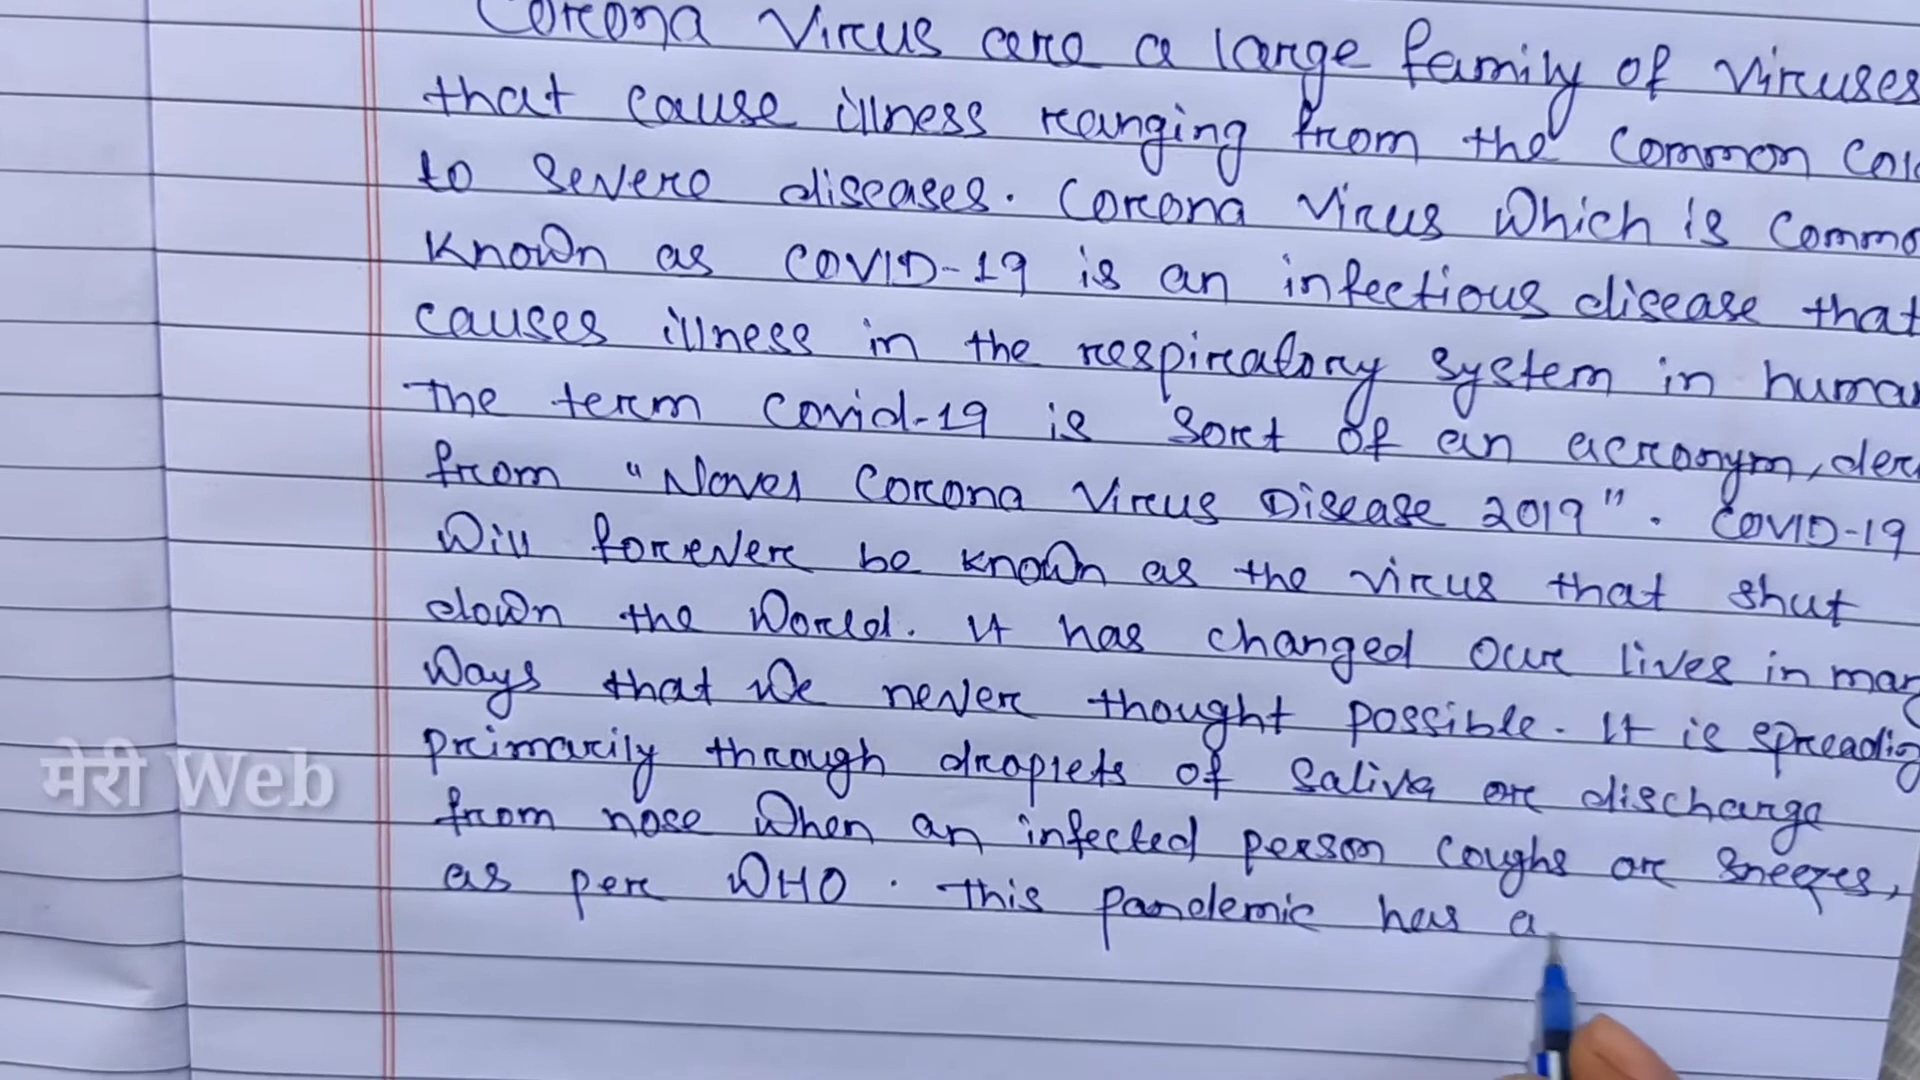 Corona Virus are a large family of viruses
that cause illness ranging from the common col
to severe diseases. Corona virus which is commo
known as COVID-19 is an infectious disease that
causes illness in the respiratory system in huma
The term Covid-19 is sort of an acronym, der
from "Novel Corona Virus Disease 2019". COVID-19
will forever be known as the virus that shut
down the world. It has changed our lives in man
ways that we never thought possible. It is spreadig
primarily through droplets of saliva or discharge
from nose when an infected person coughs or sneezes,
as per WHO. This pandemic has a
मेरी Web